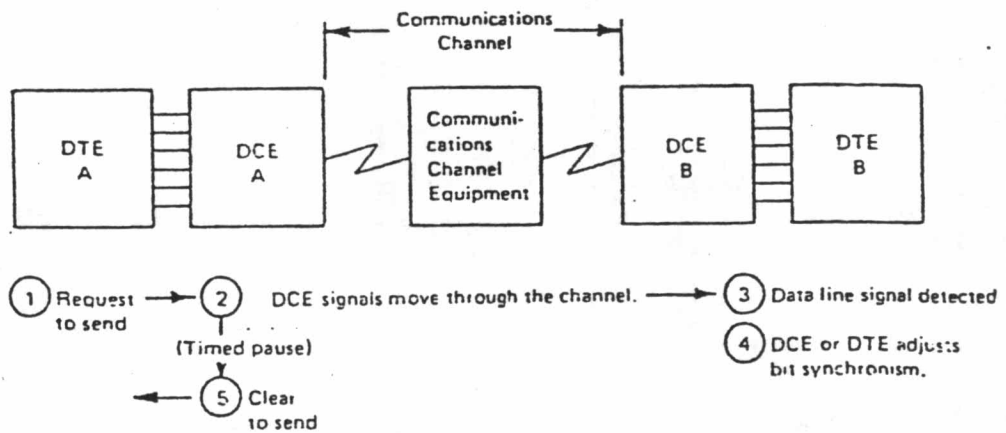 Communications
Channel
DTE
A
DCE
A
Communi-
cations
Channel
Equipment
DCE
B
DTE
B
1 Request
to send
2 DCE signals move through the channel.
3 Data line signal detected
(Timed pause)
4 DCE or DTE adjusts
bit synchronism.
5 Clear
to send